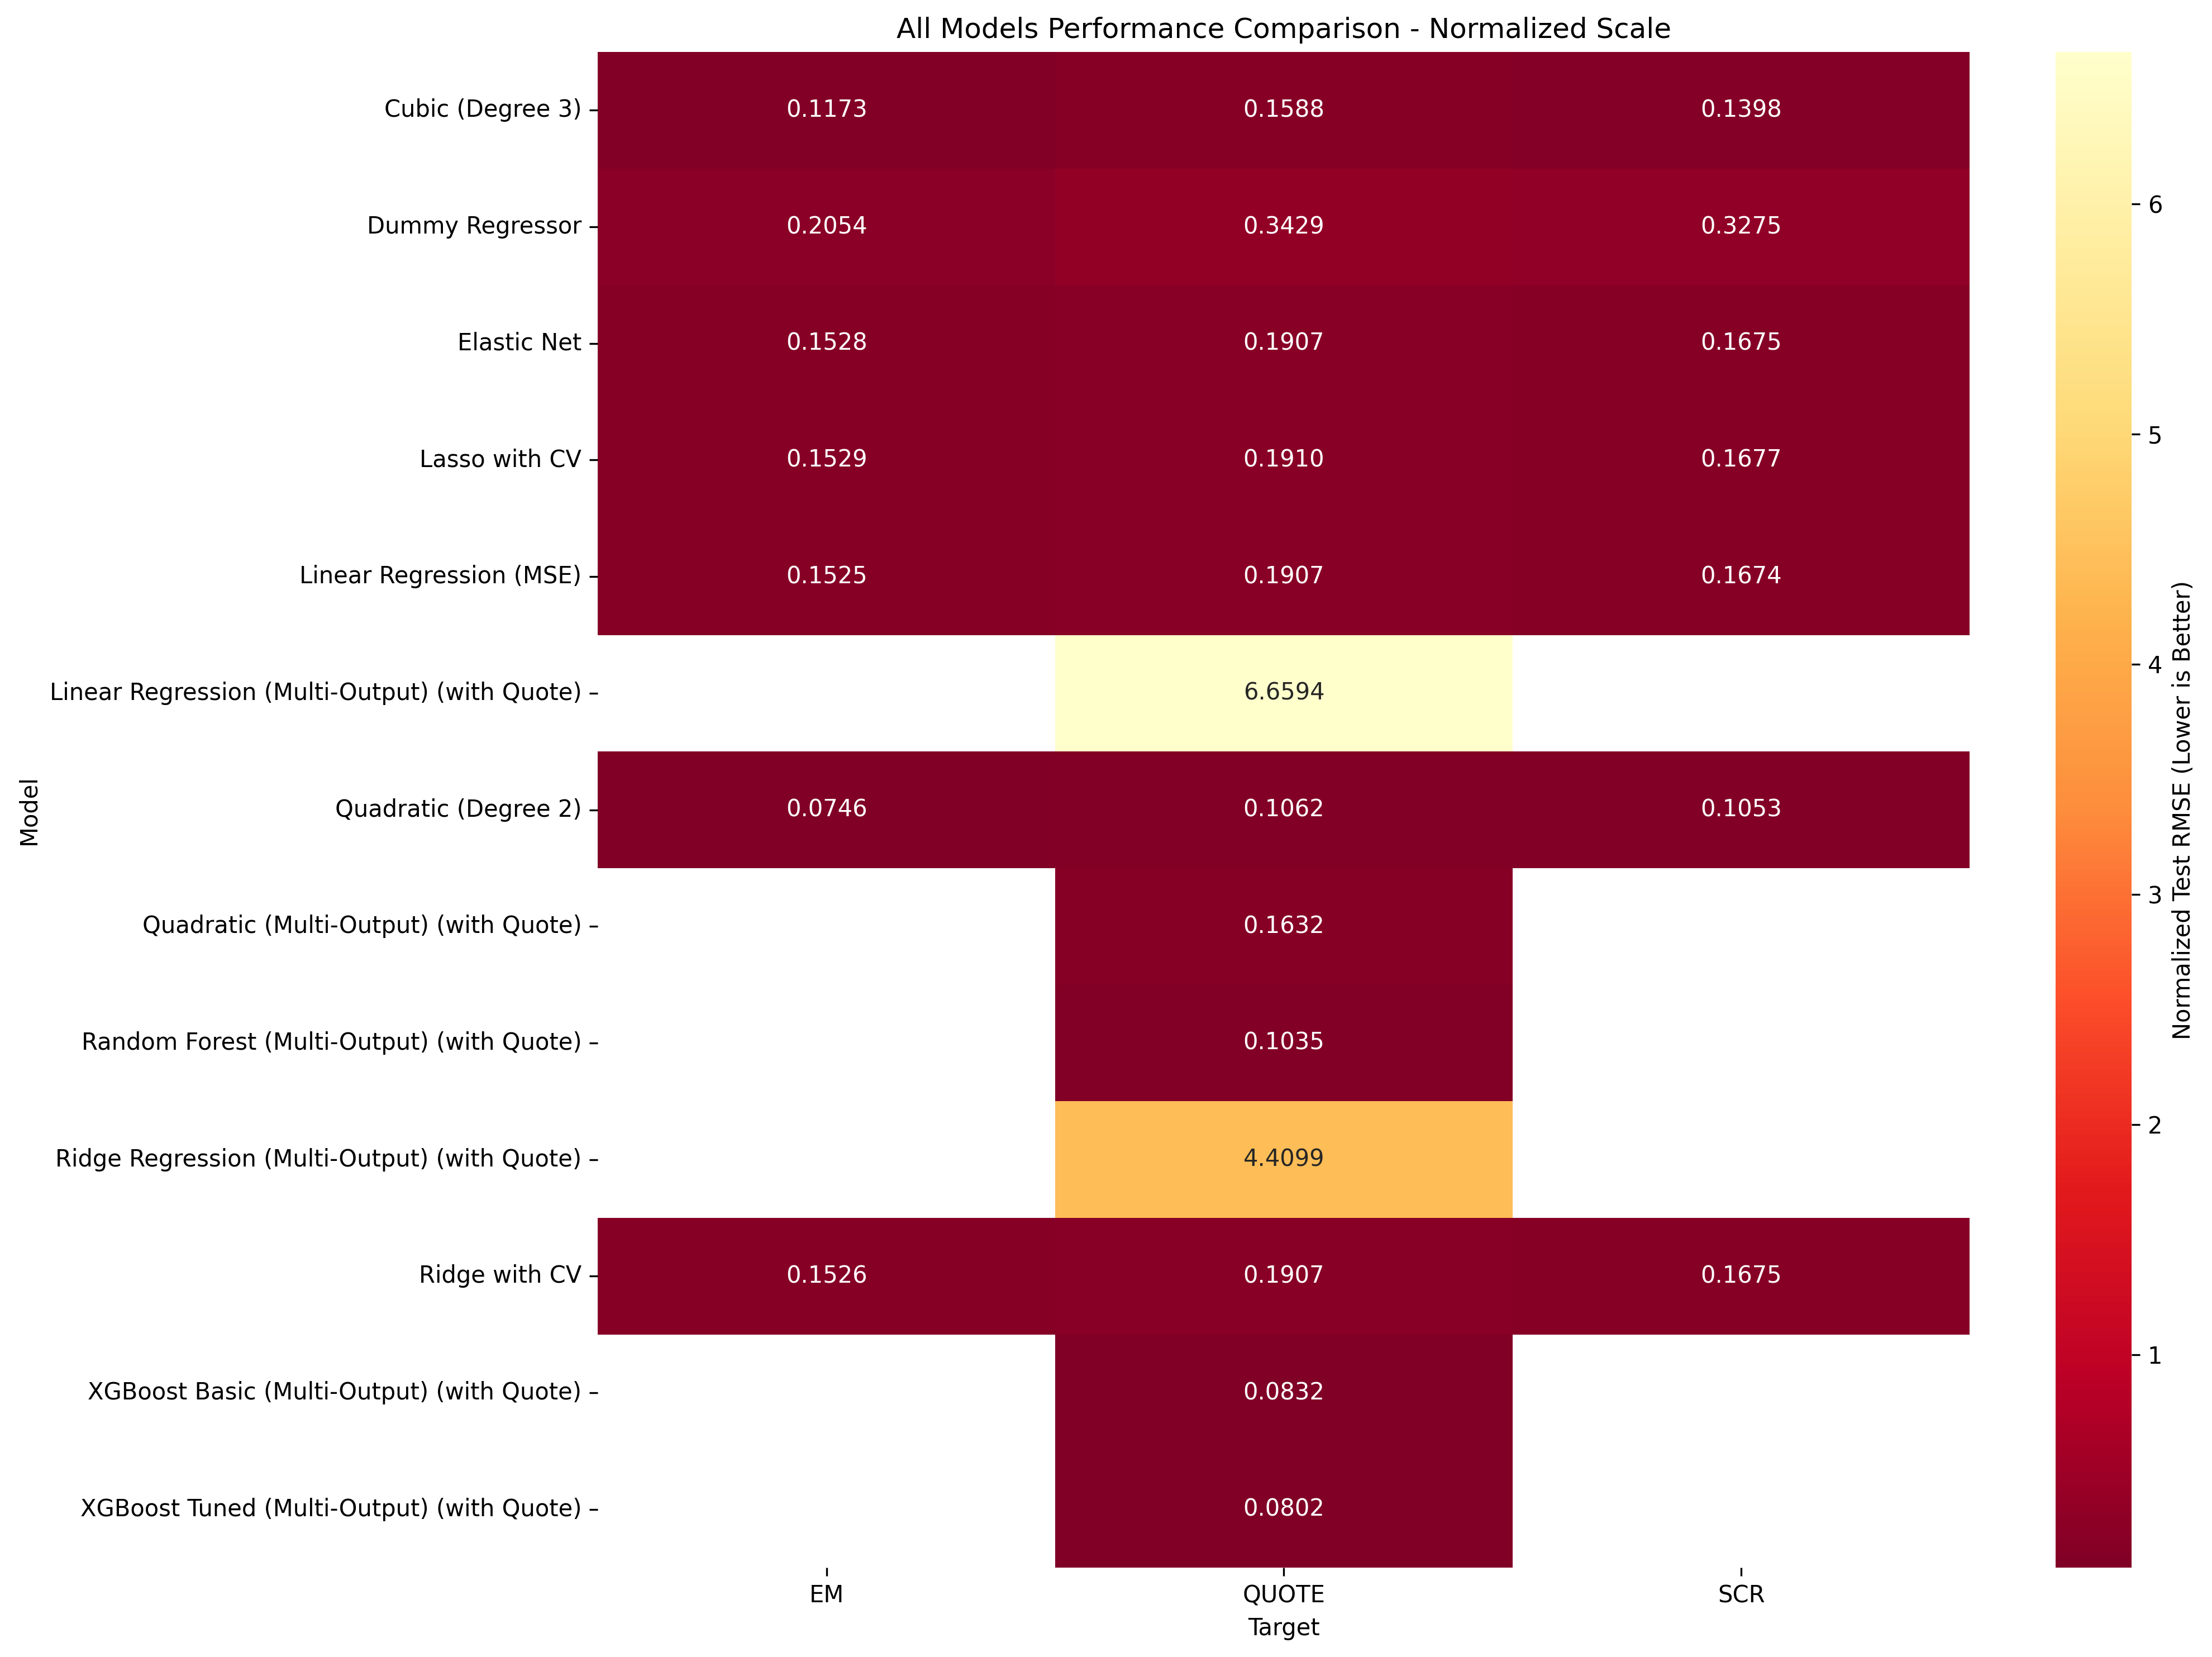 All Models Performance Comparison - Normalized Scale
Cubic (Degree 3) 0.1173 0.1588 0.1398
Dummy Regressor 0.2054 0.3429 0.3275
Elastic Net 0.1528 0.1907 0.1675
Lasso with CV 0.1529 0.1910 0.1677
Linear Regression (MSE) 0.1525 0.1907 0.1674
Linear Regression (Multi-Output) (with Quote) 6.6594
Quadratic (Degree 2) 0.0746 0.1062 0.1053
Quadratic (Multi-Output) (with Quote) 0.1632
Random Forest (Multi-Output) (with Quote) 0.1035
Ridge Regression (Multi-Output) (with Quote) 4.4099
Ridge with CV 0.1526 0.1907 0.1675
XGBoost Basic (Multi-Output) (with Quote) 0.0832
XGBoost Tuned (Multi-Output) (with Quote) 0.0802
EM QUOTE SCR
Target
Model
6
5
4
3
2
1
Normalized Test RMSE (Lower is Better)